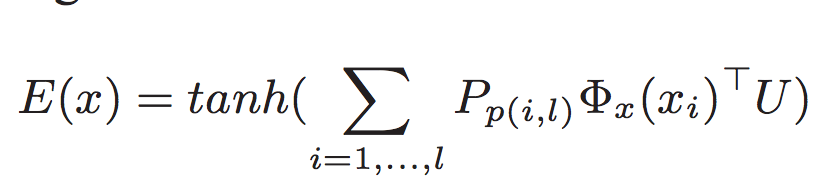 E(x) = tanh( ∑_{i=1,...,l} P_{p(i,l)} Φ_x(x_i)^⊤ U)